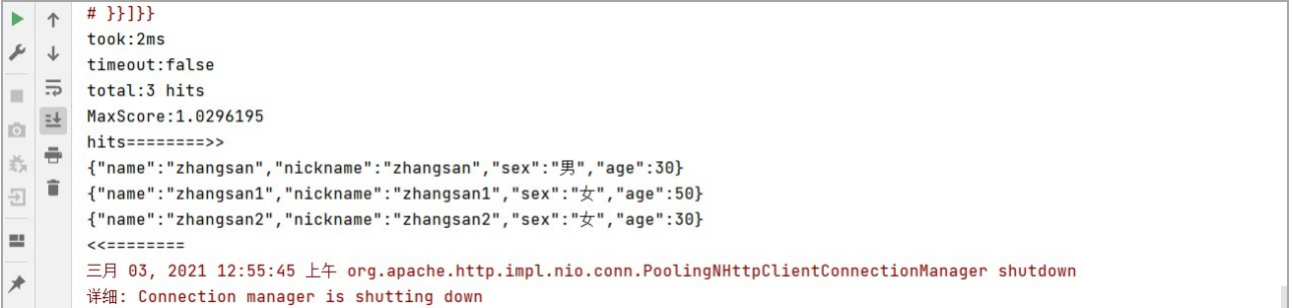 # }}]}}
took:2ms
timeout:false
total:3 hits
MaxScore:1.0296195
hits========>>
{"name":"zhangsan","nickname":"zhangsan","sex":"男","age":30}
{"name":"zhangsan1","nickname":"zhangsan1","sex":"女","age":50}
{"name":"zhangsan2","nickname":"zhangsan2","sex":"女","age":30}
<<========
三月 03, 2021 12:55:45 上午 org.apache.http.impl.nio.conn.PoolingNHttpClientConnectionManager shutdown
详细: Connection manager is shutting down